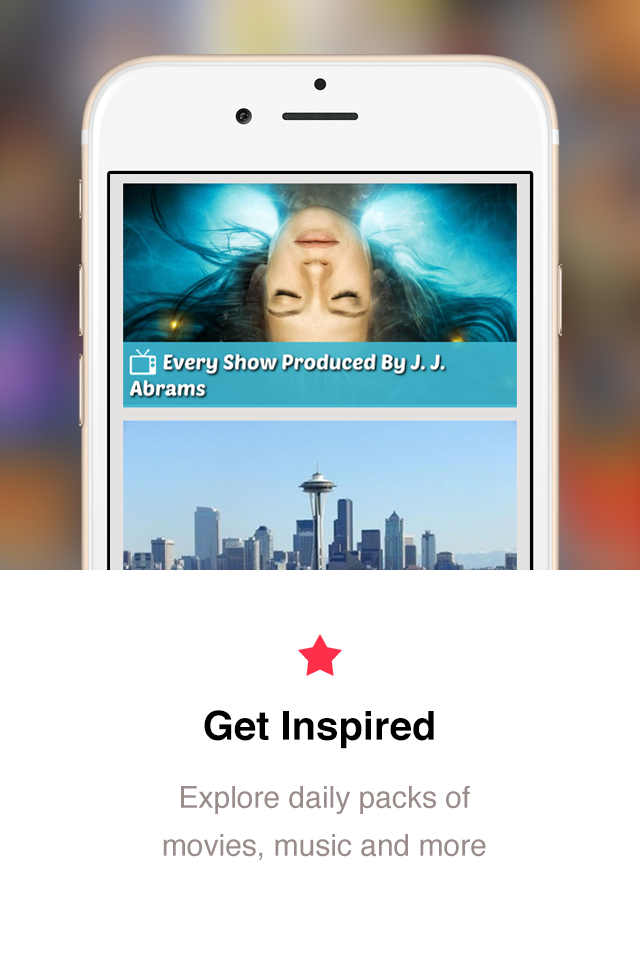 Every Show Produced By J. J.
Abrams
Get Inspired
Explore daily packs of
movies, music and more